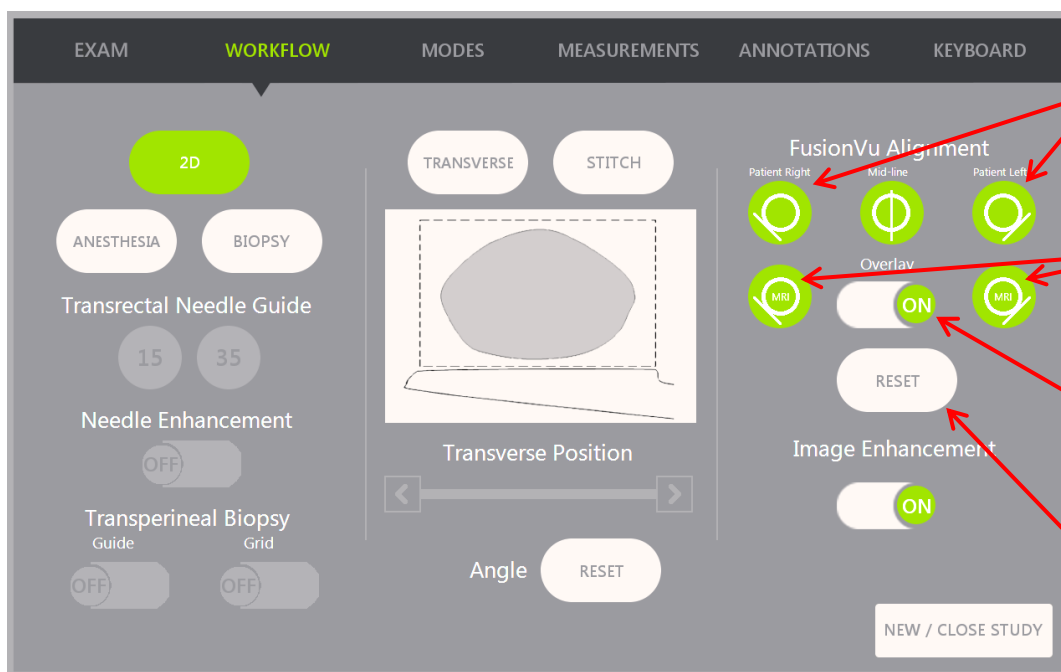 EXAM WORKFLOW MODES MEASUREMENTS ANNOTATIONS KEYBOARD
2D
ANESTHESIA BIOPSY
Transrectal Needle Guide
15 35
Needle Enhancement
OFF
Transperineal Biopsy
Guide Grid
OFF OFF
TRANSVERSE STITCH
Transverse Position
Angle RESET
FusionVu Alignment
Patient Right Mid-line Patient Left
Overlay
MRI ON MRI
RESET
Image Enhancement
ON
NEW / CLOSE STUDY